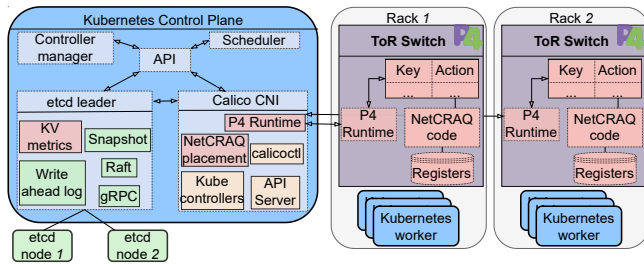 Kubernetes Control Plane
Controller
manager
Scheduler
API
etcd leader
KV
metrics
Snapshot
Write
ahead log
Raft
gRPC
Calico CNI
P4 Runtime
NetCRAQ
placement
calicoctl
Kube
controllers
API
Server
etcd
node 1
etcd
node 2
Rack 1
ToR Switch P4
Key Action
... ...
P4
Runtime
NetCRAQ
code
Registers
Kubernetes
worker
Rack 2
ToR Switch P4
Key Action
... ...
P4
Runtime
NetCRAQ
code
Registers
Kubernetes
worker